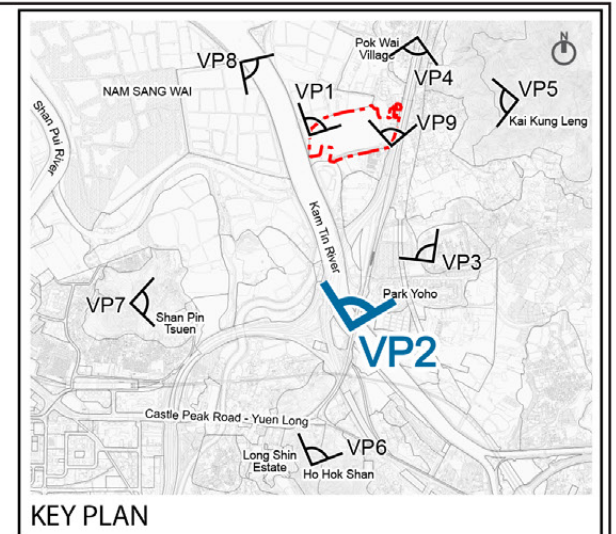 Pok Wai
Village
N
VP8
VP4
NAM SANG WAI
VP1
VP5
VP9
Kai Kung Leng
Shan Pui River
Kam Tin River
VP3
VP7
Park Yoho
Shan Pin
Tsuen
VP2
Castle Peak Road - Yuen Long
Long Shin
Estate
VP6
Ho Hok Shan
KEY PLAN